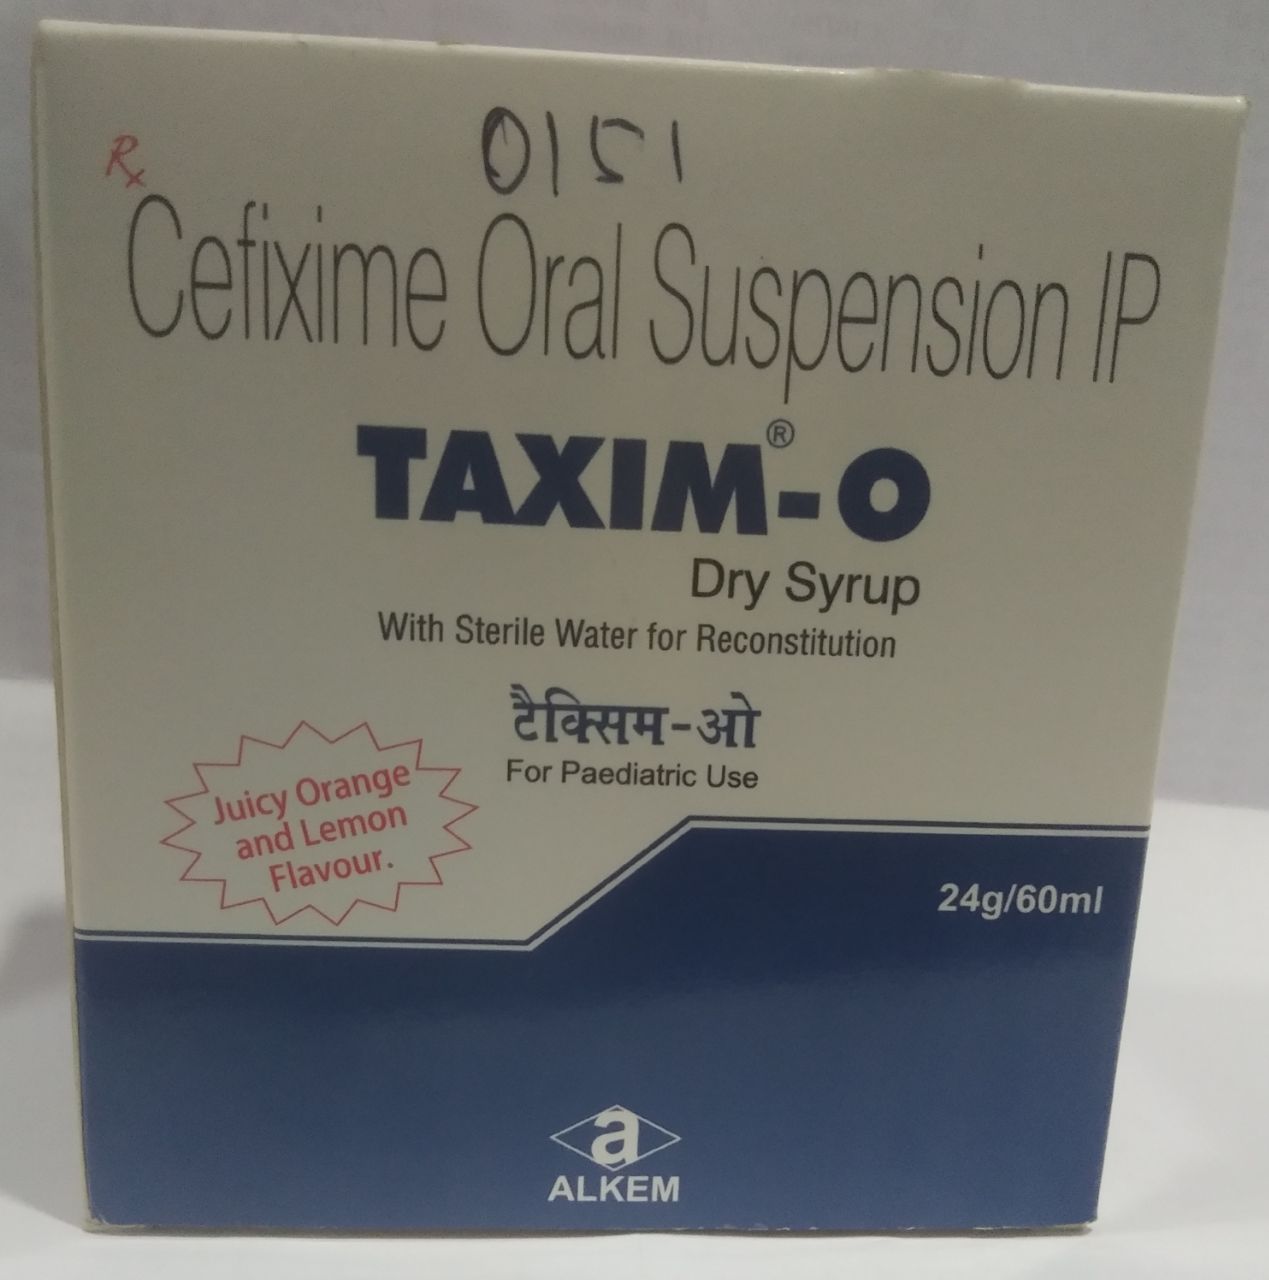 0151
Rx
Cefixime Oral Suspension IP
TAXIM®-O
Dry Syrup
With Sterile Water for Reconstitution
टैक्सिम-ओ
For Paediatric Use
Juicy Orange
and Lemon
Flavour.
24g/60ml
a
ALKEM